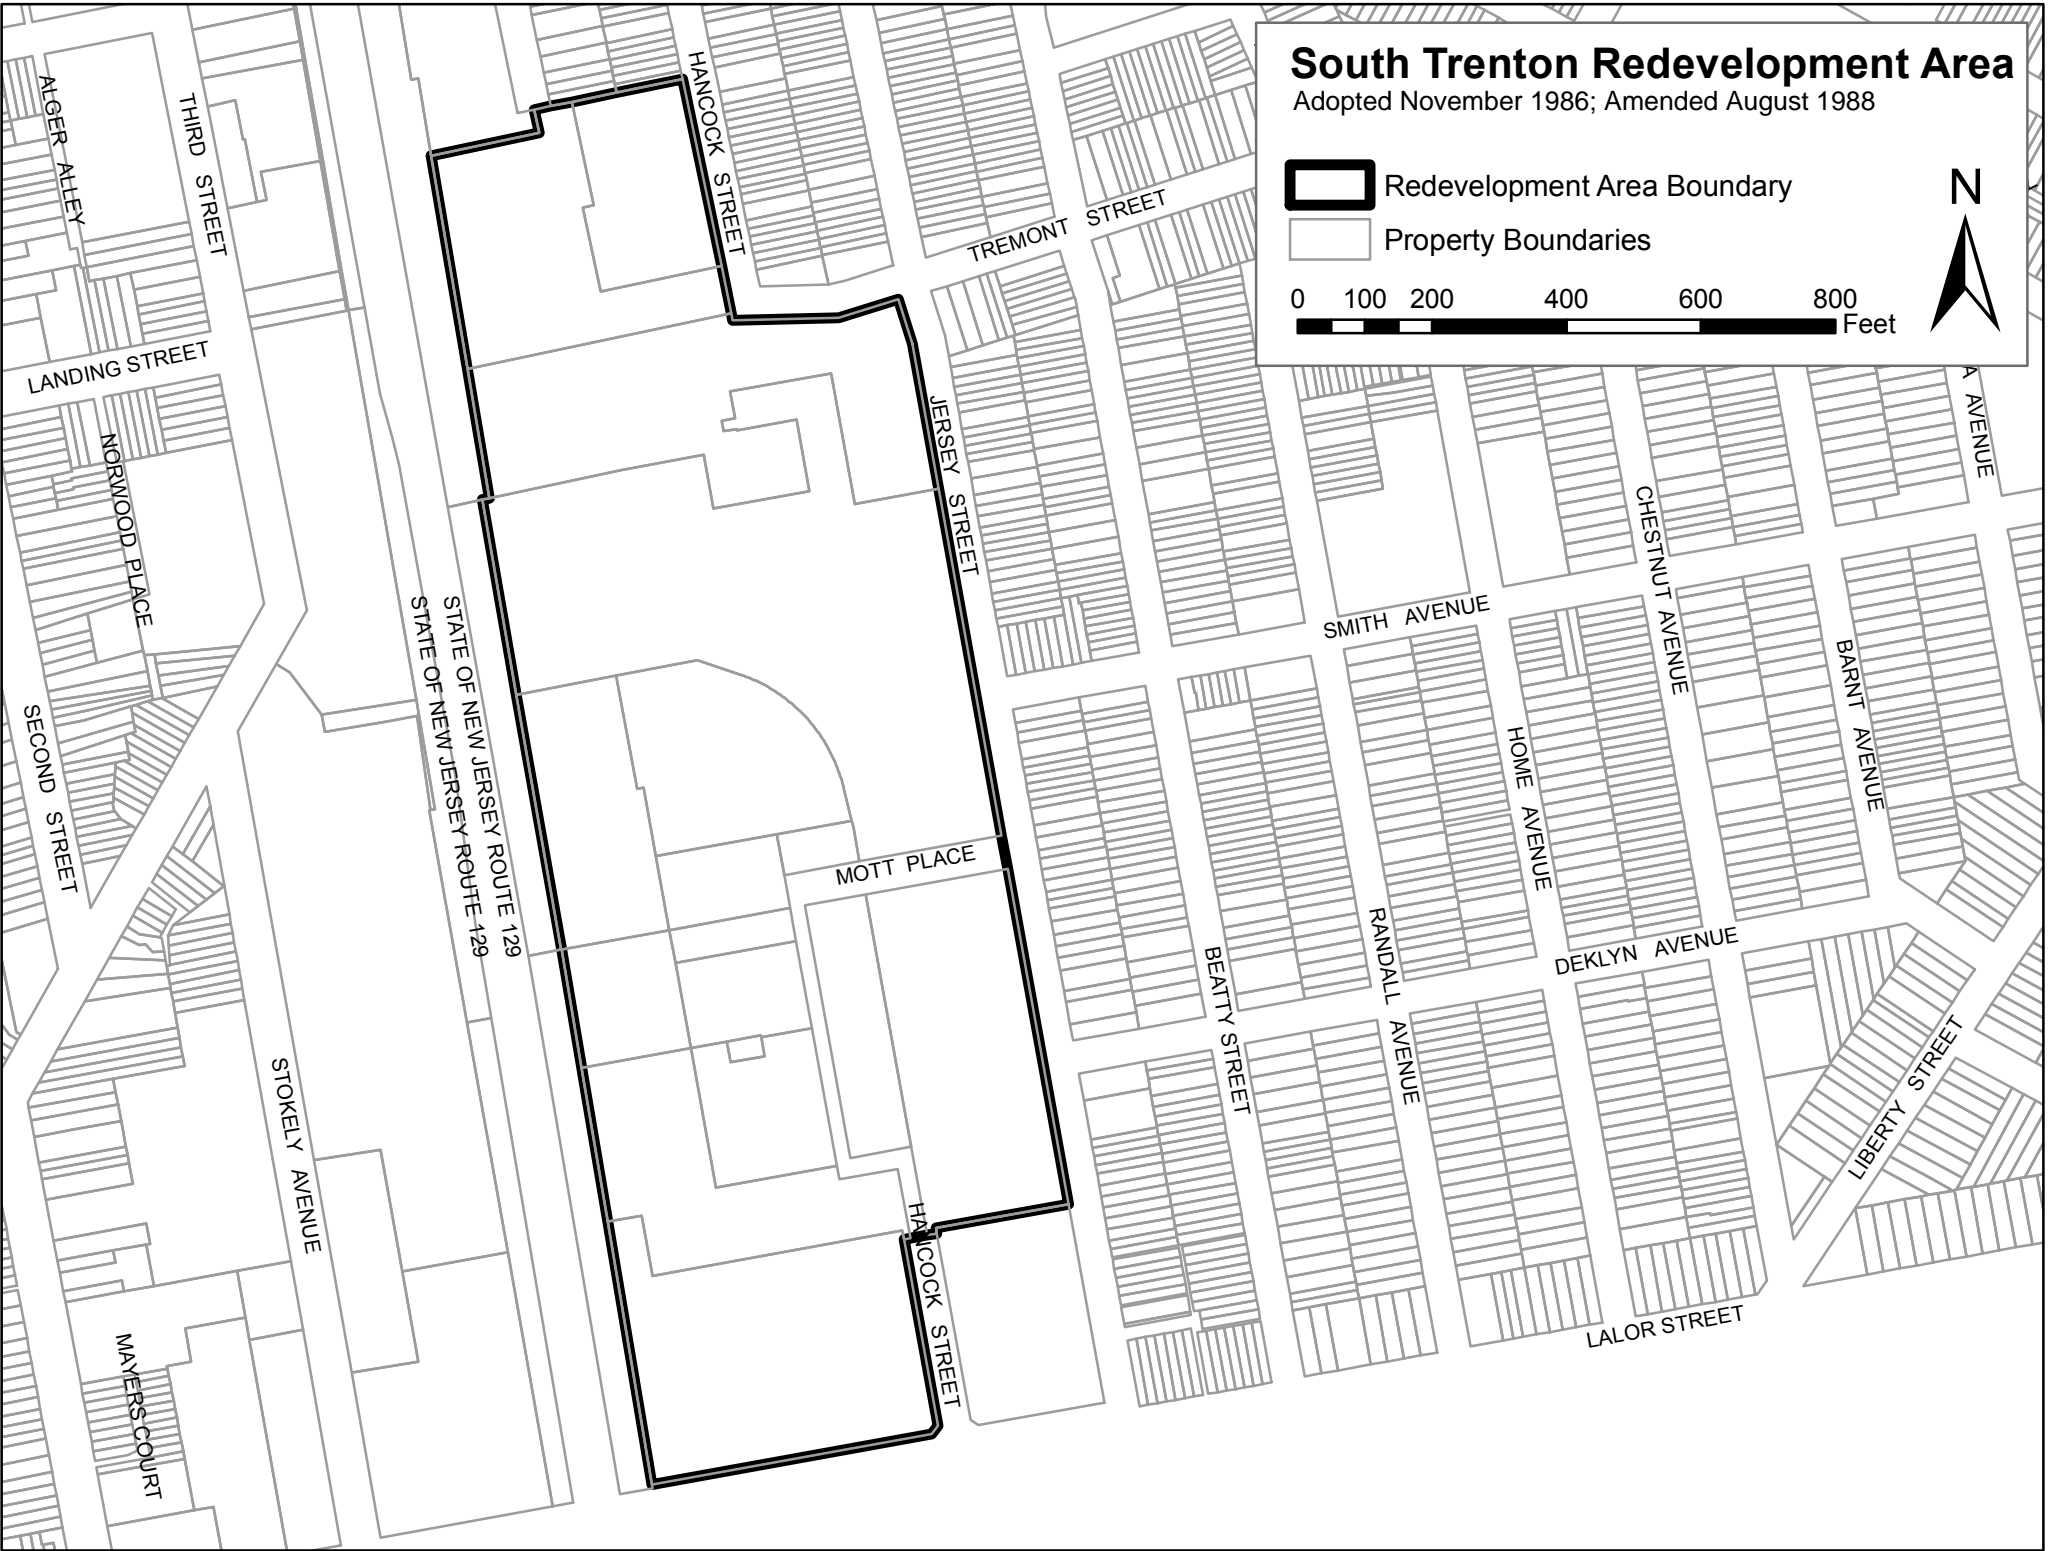 South Trenton Redevelopment Area
Adopted November 1986; Amended August 1988
Redevelopment Area Boundary
Property Boundaries
N
0 100 200 400 600 800
Feet
ALGER ALLEY
THIRD STREET
HANCOCK STREET
TREMONT STREET
LANDING STREET
NORWOOD PLACE
JERSEY STREET
A AVENUE
CHESTNUT AVENUE
SMITH AVENUE
STATE OF NEW JERSEY ROUTE 129
STATE OF NEW JERSEY ROUTE 129
SECOND STREET
BARNT AVENUE
HOME AVENUE
MOTT PLACE
RANDALL AVENUE
BEATTY STREET
DEKLYN AVENUE
LIBERTY STREET
STOKELY AVENUE
HANCOCK STREET
LALOR STREET
MAYERS COURT